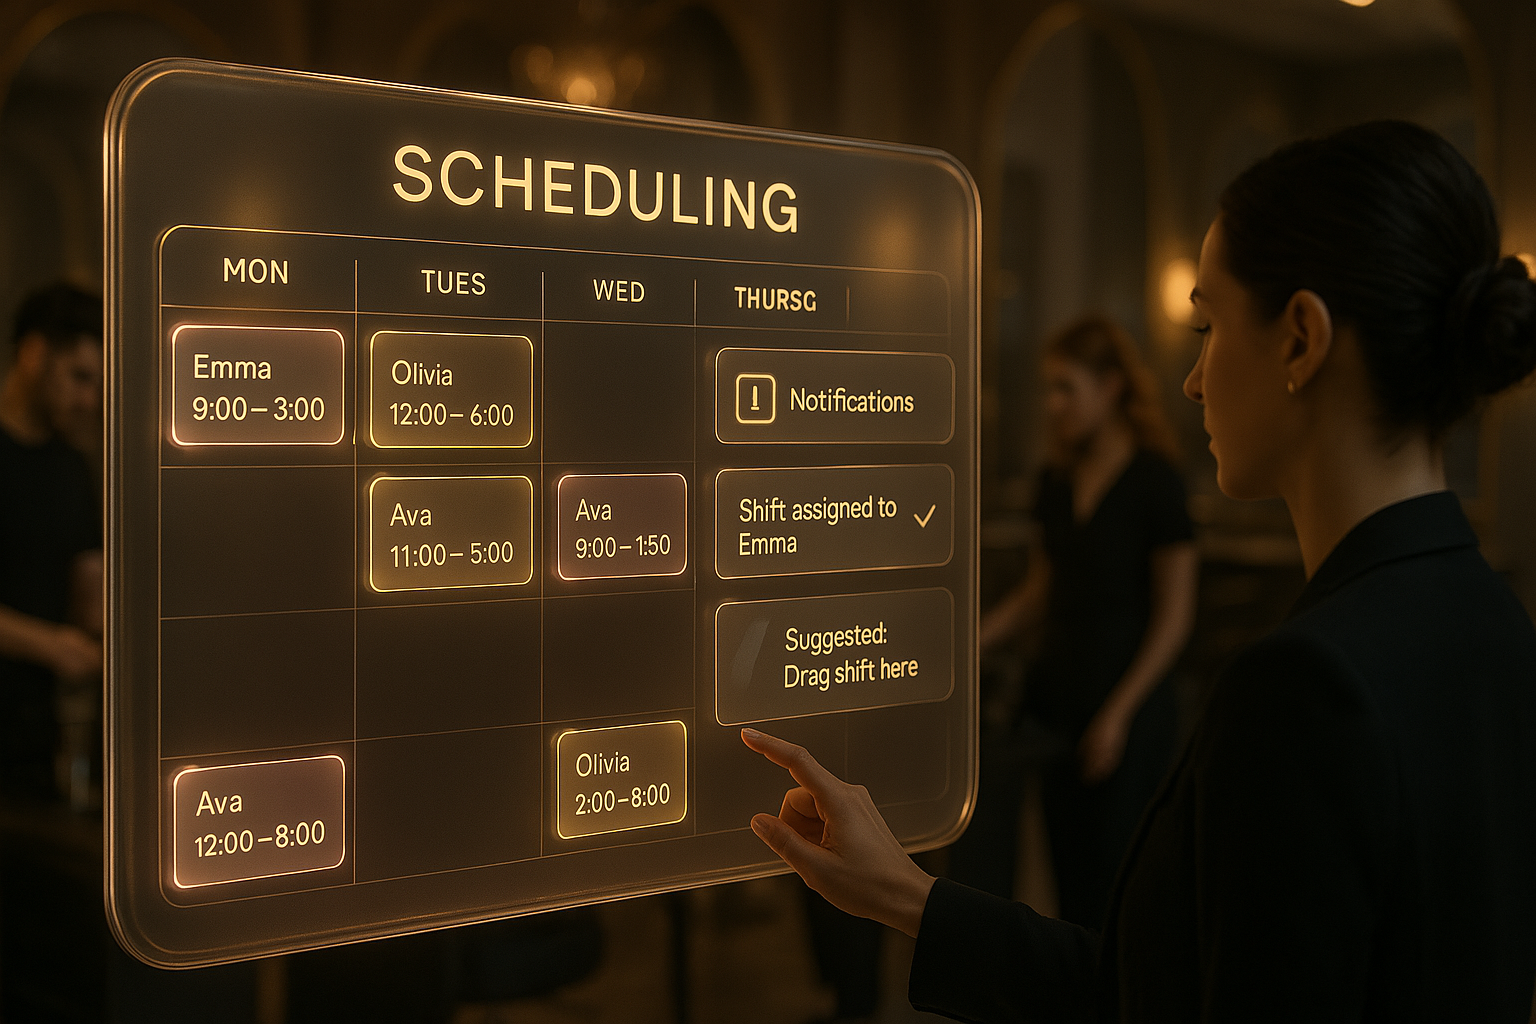 SCHEDULING
MON TUES WED THURSG
Emma
9:00–3:00
Olivia
12:00–6:00
Notifications
Ava
11:00–5:00
Ava
9:00–1:50
Shift assigned to
Emma
Suggested:
Drag shift here
Ava
12:00–8:00
Olivia
2:00–8:00